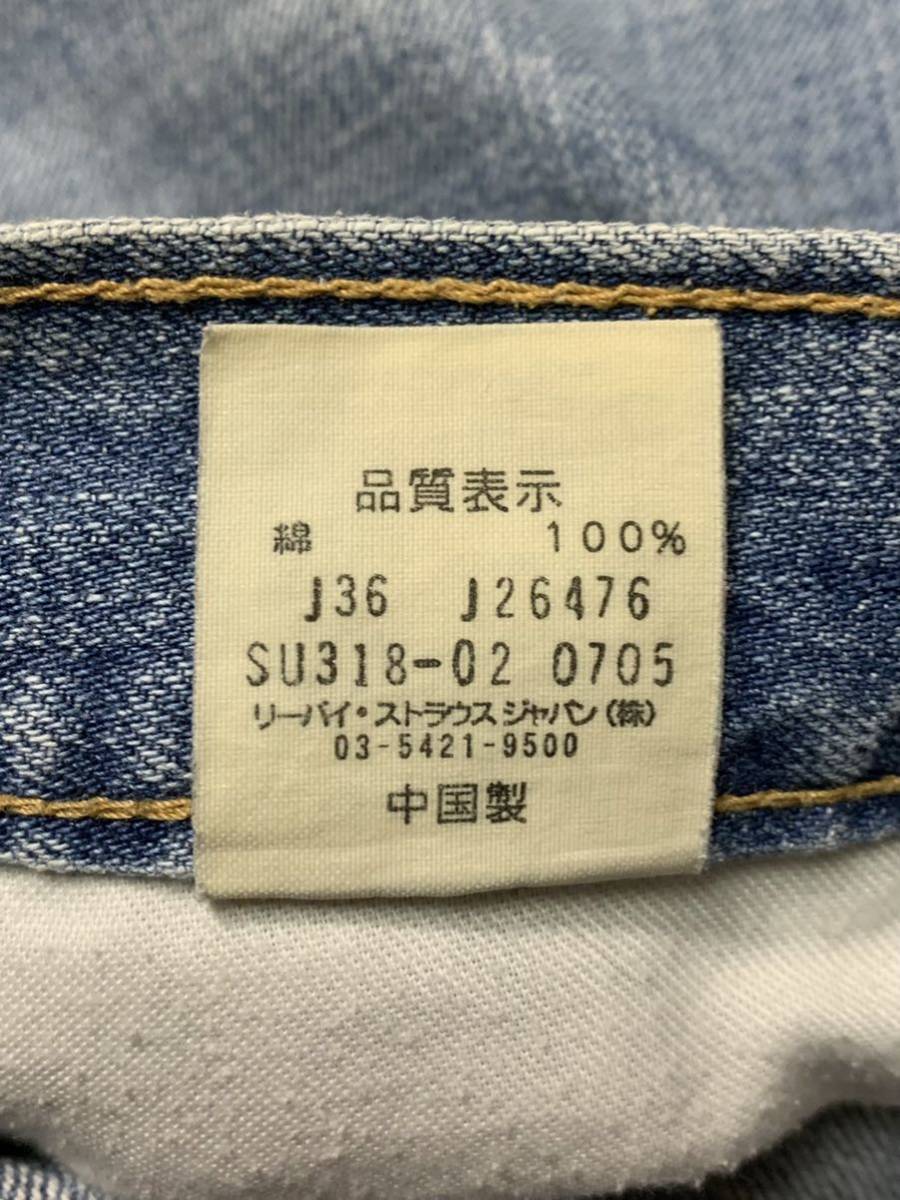 品質表示
綿 100%
J36 J26476
SU318-02 0705
リーバイ・ストラウスジャパン(株)
03-5421-9500
中国製